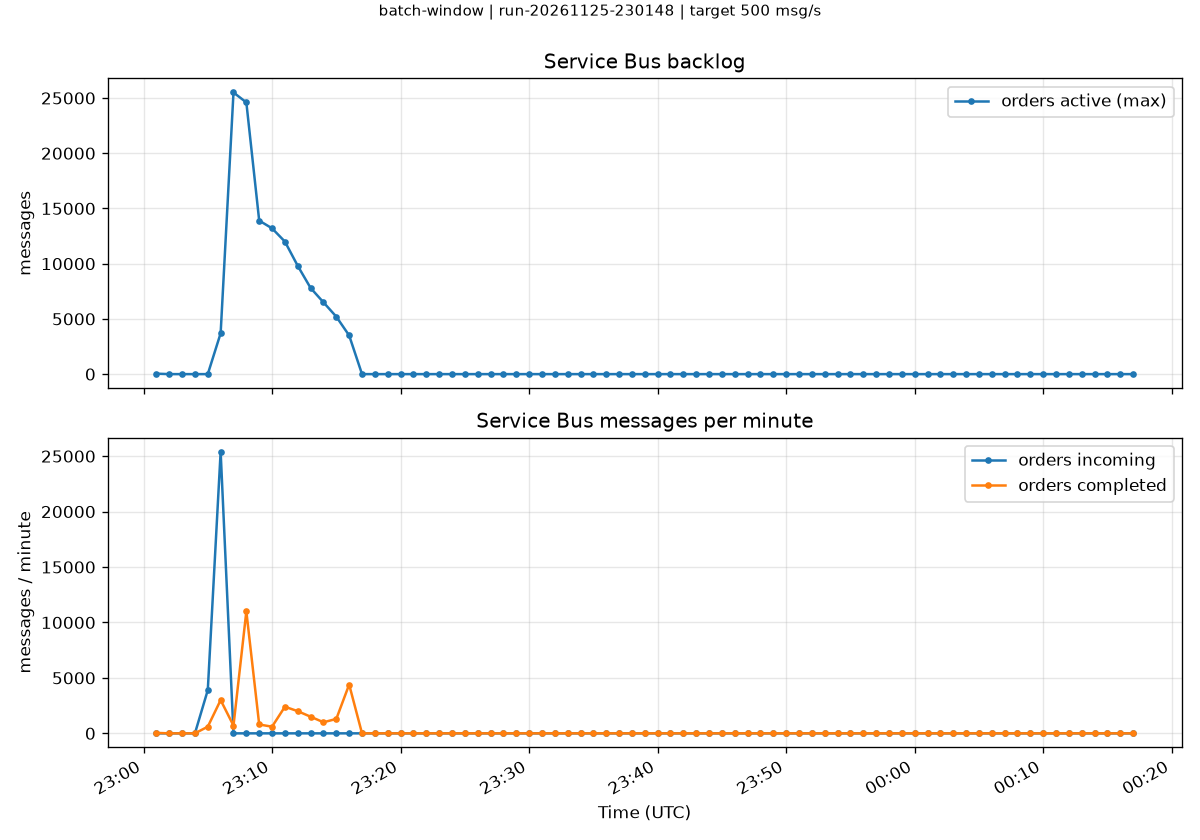 batch-window | run-20261125-230148 | target 500 msg/s
Service Bus backlog
25000
20000
15000
10000
5000
0
messages
orders active (max)
Service Bus messages per minute
25000
20000
15000
10000
5000
0
messages / minute
orders incoming
orders completed
23:00
23:10
23:20
23:30
23:40
23:50
00:00
00:10
00:20
Time (UTC)